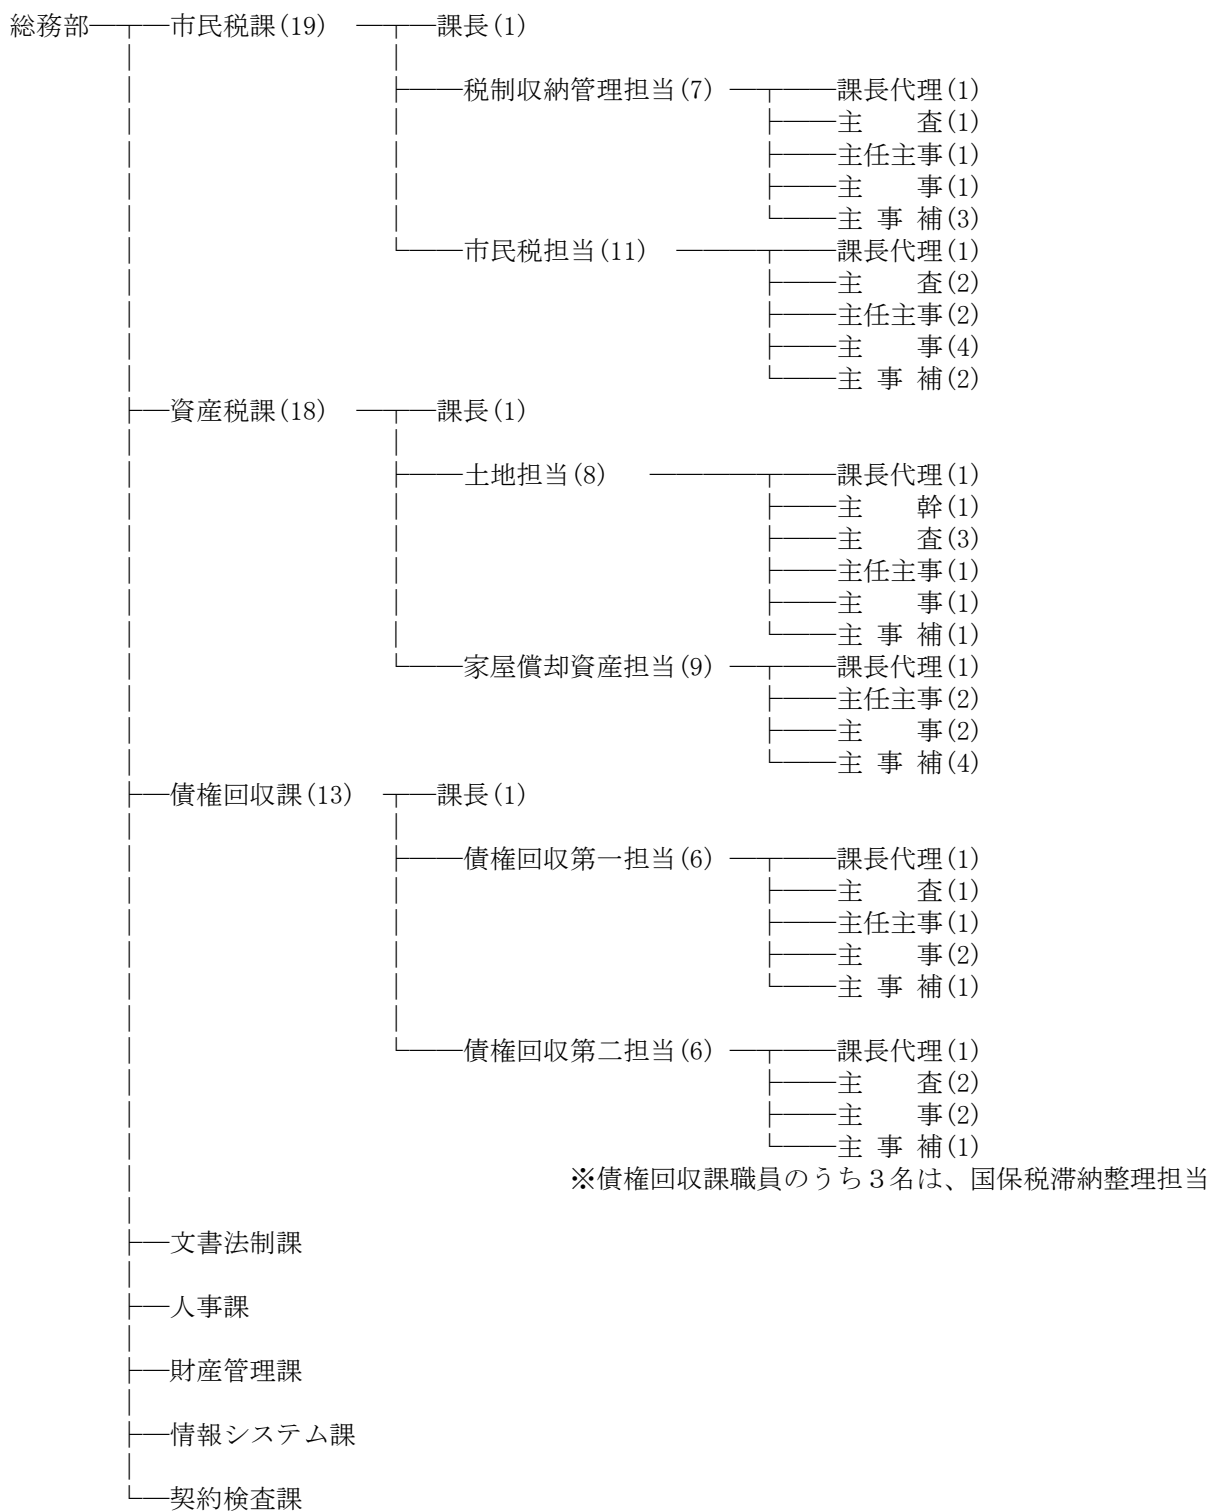 総務部 市民税課(19) 課長(1)
税制収納管理担当(7) 課長代理(1)
主 査(1)
主任主事(1)
主 事(1)
主 事 補(3)
市民税担当(11) 課長代理(1)
主 査(2)
主任主事(2)
主 事(4)
主 事 補(2)
資産税課(18) 課長(1)
土地担当(8) 課長代理(1)
主 幹(1)
主 査(3)
主任主事(1)
主 事(1)
主 事 補(1)
家屋償却資産担当(9) 課長代理(1)
主任主事(2)
主 事(2)
主 事 補(4)
債権回収課(13) 課長(1)
債権回収第一担当(6) 課長代理(1)
主 査(1)
主任主事(1)
主 事(2)
主 事 補(1)
債権回収第二担当(6) 課長代理(1)
主 査(2)
主 事(2)
主 事 補(1)
※債権回収課職員のうち３名は、国保税滞納整理担当
文書法制課
人事課
財産管理課
情報システム課
契約検査課